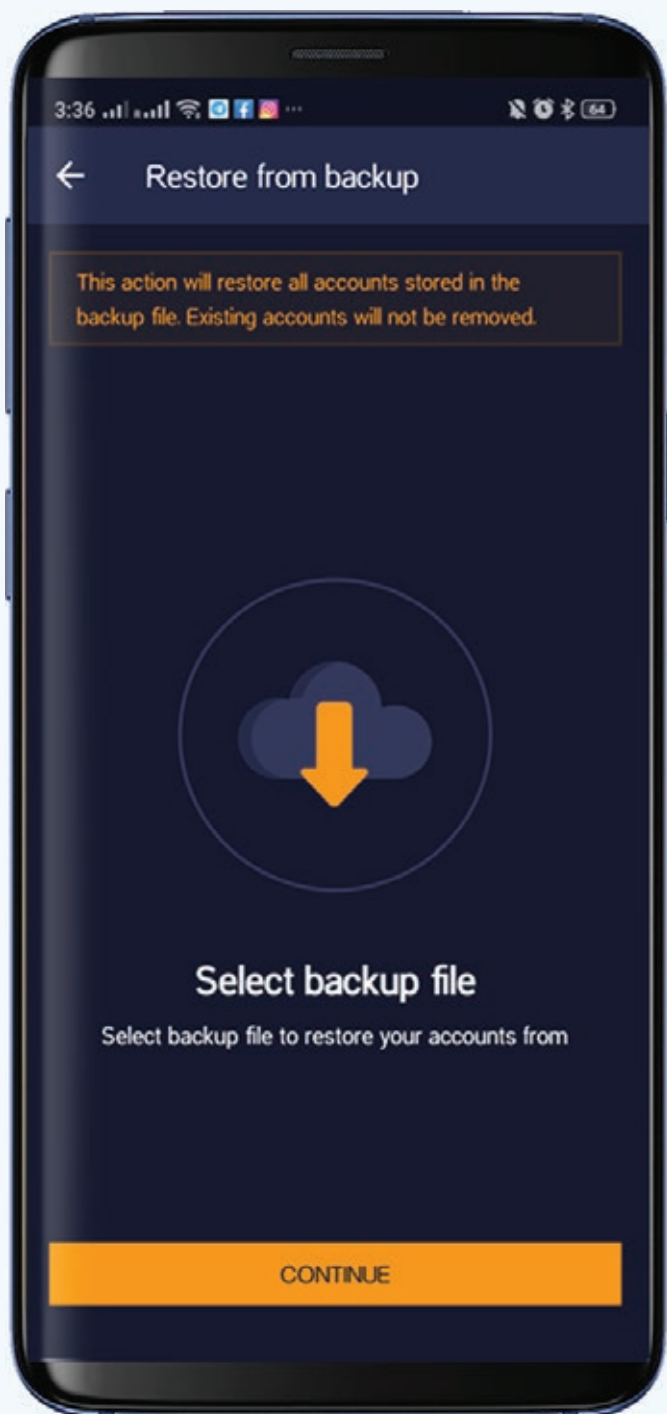 3:36
64
Restore from backup
This action will restore all accounts stored in the
backup file. Existing accounts will not be removed.
Select backup file
Select backup file to restore your accounts from
CONTINUE